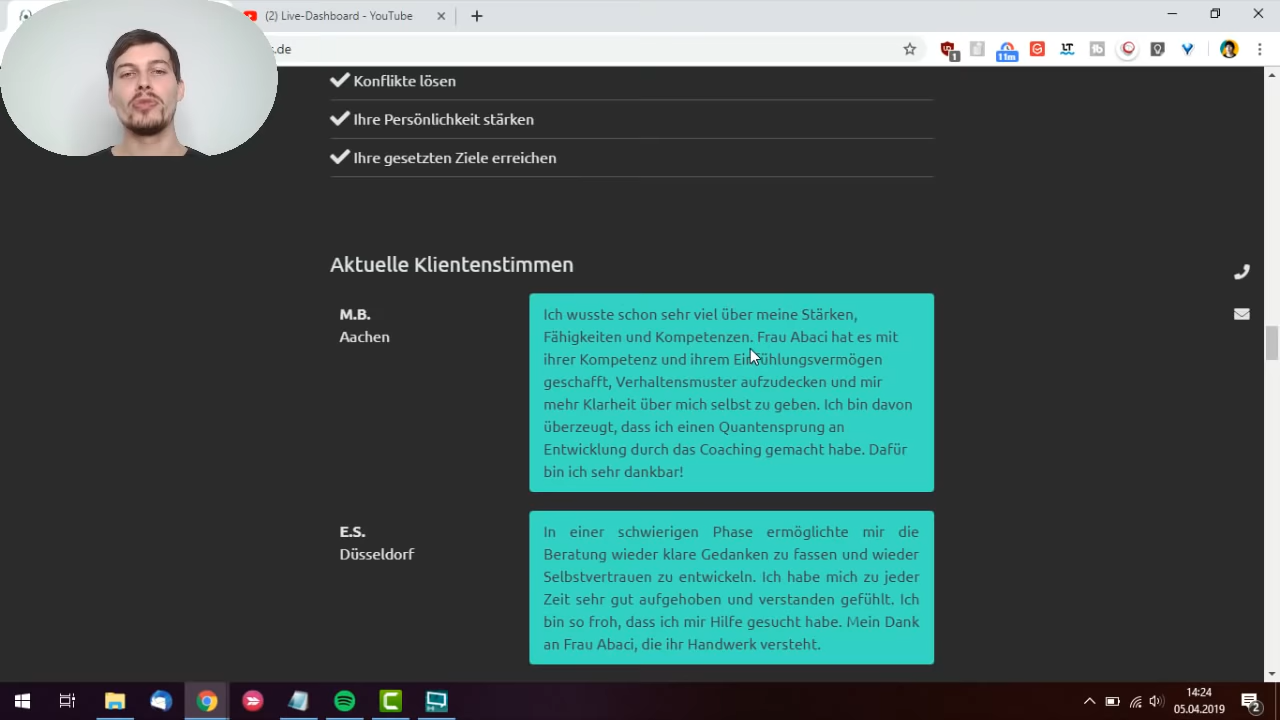 (2) Live-Dashboard - YouTube
s.de
1
11m
Konflikte lösen
Ihre Persönlichkeit stärken
Ihre gesetzten Ziele erreichen
Aktuelle Klientenstimmen
M.B.
Aachen
Ich wusste schon sehr viel über meine Stärken,
Fähigkeiten und Kompetenzen. Frau Abaci hat es mit
ihrer Kompetenz und ihrem Einfühlungsvermögen
geschafft, Verhaltensmuster aufzudecken und mir
mehr Klarheit über mich selbst zu geben. Ich bin davon
überzeugt, dass ich einen Quantensprung an
Entwicklung durch das Coaching gemacht habe. Dafür
bin ich sehr dankbar!
E.S.
Düsseldorf
In einer schwierigen Phase ermöglichte mir die
Beratung wieder klare Gedanken zu fassen und wieder
Selbstvertrauen zu entwickeln. Ich habe mich zu jeder
Zeit sehr gut aufgehoben und verstanden gefühlt. Ich
bin so froh, dass ich mir Hilfe gesucht habe. Mein Dank
an Frau Abaci, die ihr Handwerk versteht.
14:24
05.04.2019
2